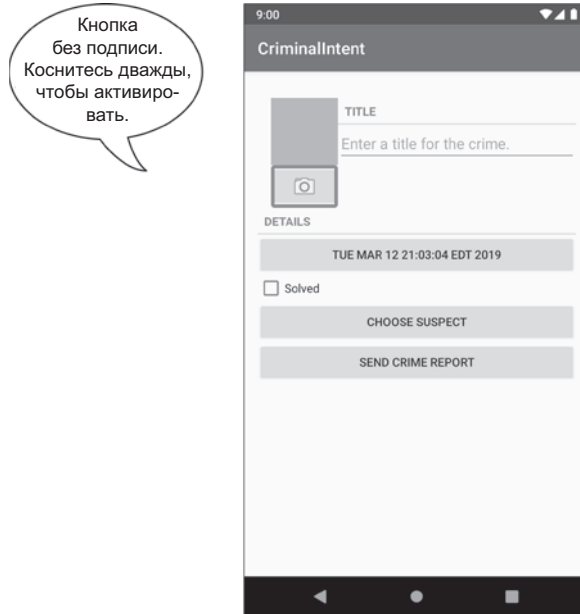 Кнопка
без подписи.
Коснитесь дважды,
чтобы активиро-
вать.
9:00
CriminalIntent
TITLE
Enter a title for the crime.
DETAILS
TUE MAR 12 21:03:04 EDT 2019
Solved
CHOOSE SUSPECT
SEND CRIME REPORT